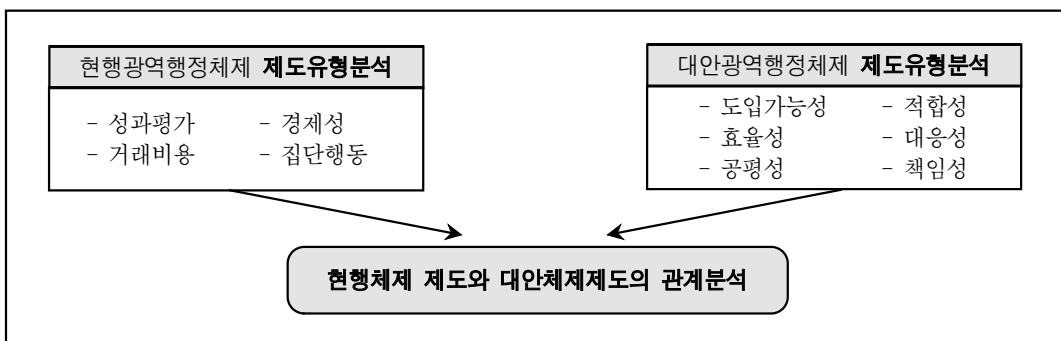 현행광역행정체제 제도유형분석
- 성과평가 - 경제성
- 거래비용 - 집단행동
대안광역행정체제 제도유형분석
- 도입가능성 - 적합성
- 효율성 - 대응성
- 공평성 - 책임성
현행체제 제도와 대안체제제도의 관계분석